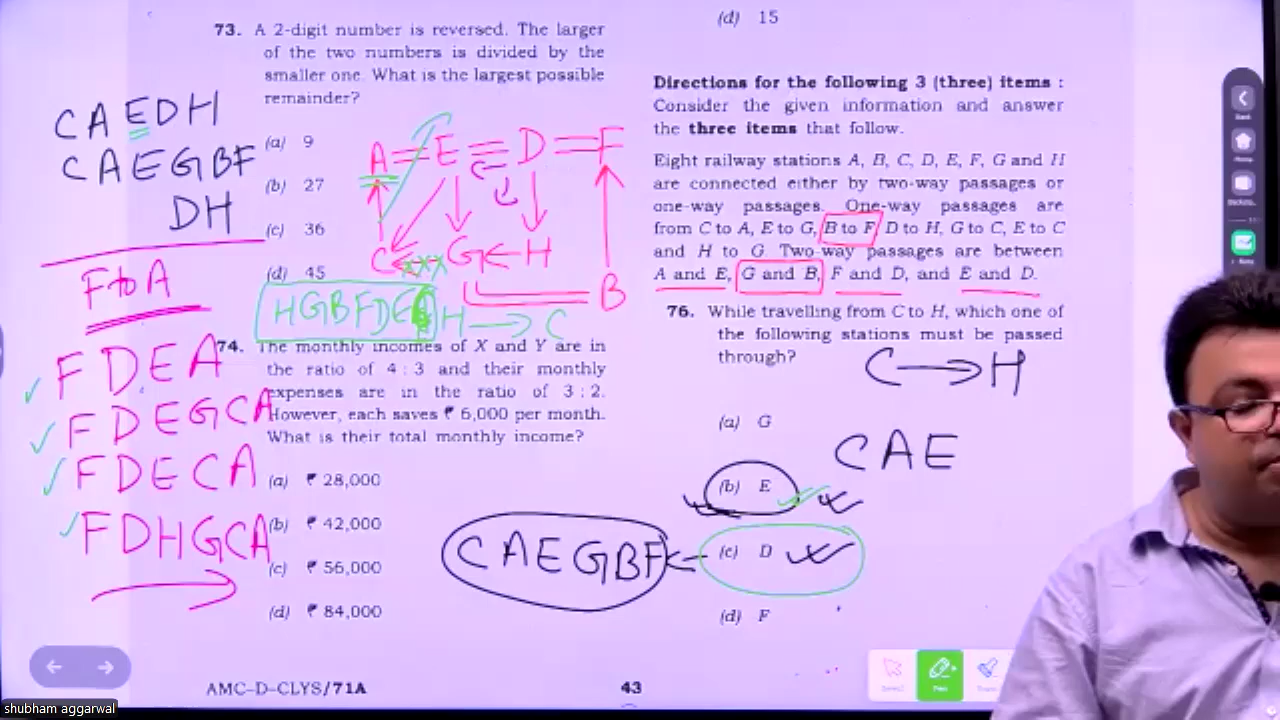 73. A 2-digit number is reversed. The larger
of the two numbers is divided by the
smaller one. What is the largest possible
remainder?
(a) 9
(b) 27
(c) 36
(d) 45
CAEDH
CAEGBF
DH
F to A
FDEA
FDEGCA
FDECA
FDHGCA
A E D F
C G H
B
HGBFDE
H → C
74. The monthly incomes of X and Y are in
the ratio of 4 : 3 and their monthly
expenses are in the ratio of 3 : 2.
However, each saves ₹ 6,000 per month.
What is their total monthly income?
(a) ₹ 28,000
(b) ₹ 42,000
(c) ₹ 56,000
(d) ₹ 84,000
AMC-D-CLYS/71A
43
(d) 15
Directions for the following 3 (three) items :
Consider the given information and answer
the three items that follow.
Eight railway stations A, B, C, D, E, F, G and H
are connected either by two-way passages or
one-way passages. One-way passages are
from C to A, E to G, B to F, D to H, G to C, E to C
and H to G. Two-way passages are between
A and E, G and B, F and D, and E and D.
76. While travelling from C to H, which one of
the following stations must be passed
through?
C → H
(a) G
CAE
(b) E
(c) D
CAEGBF
(d) F
shubham aggarwal